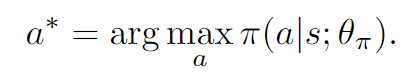 a* = arg max_a π(a|s; θ_π).